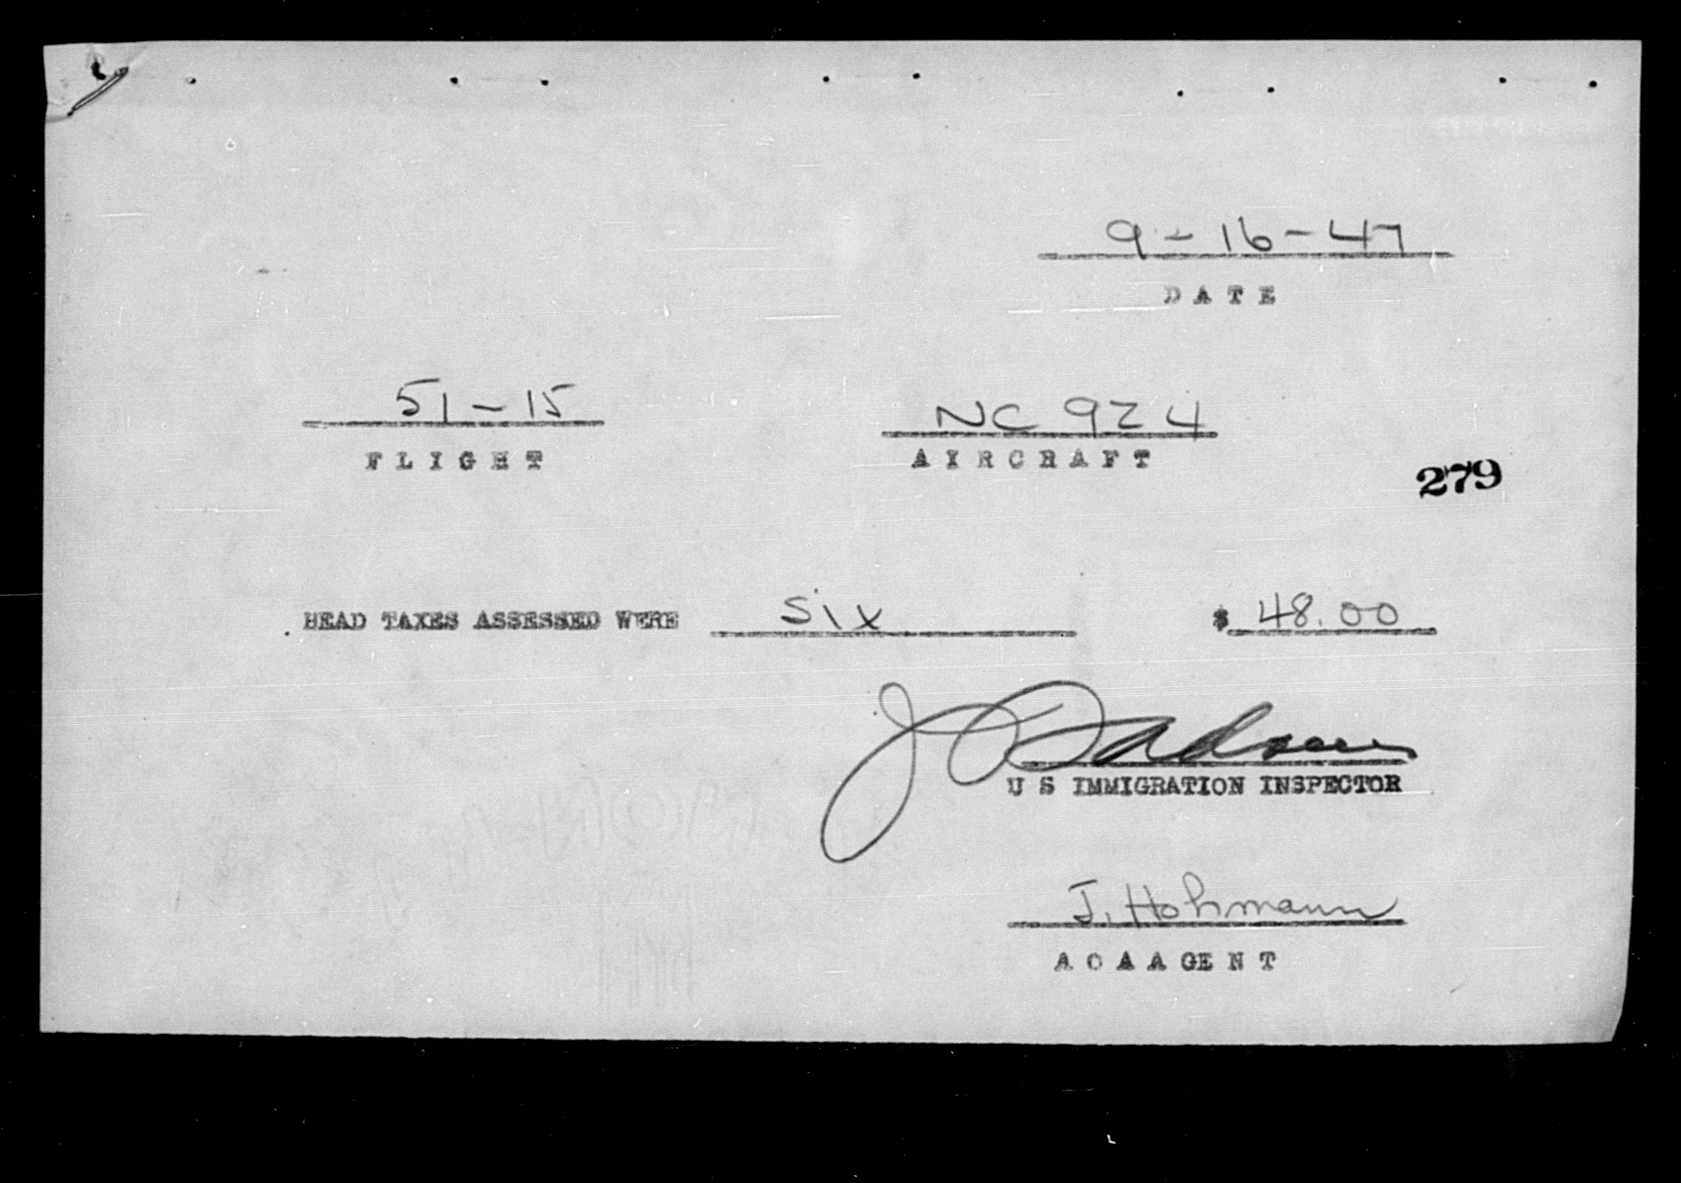 9-16-47
DATE
51-15 NC 924
FLIGHT AIRCRAFT
279
HEAD TAXES ASSESSED WERE Six $ 48.00
U S IMMIGRATION INSPECTOR
J. Hohmann
A O A AGENT